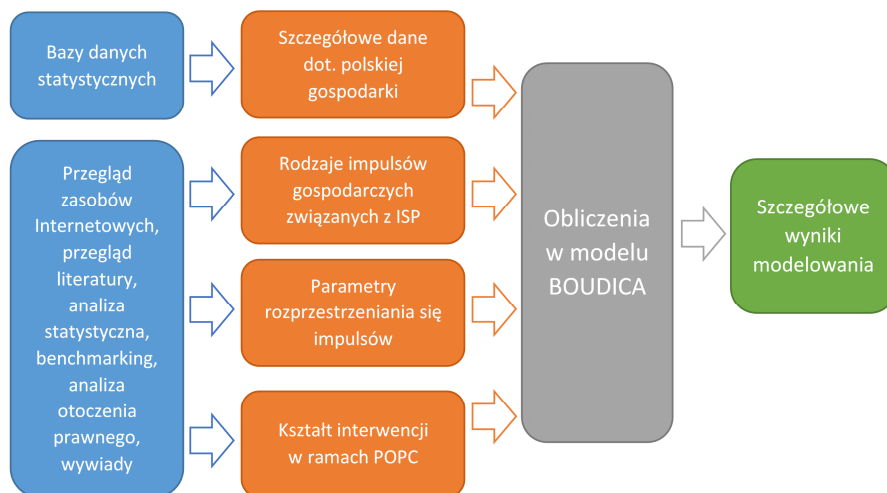 Bazy danych
statystycznych
Szczegółowe dane
dot. polskiej
gospodarki
Przegląd
zasobów
Internetowych,
przegląd
literatury,
analiza
statystyczna,
benchmarking,
analiza
otoczenia
prawnego,
wywiady
Rodzaje impulsów
gospodarczych
związanych z ISP
Parametry
rozprzestrzeniania się
impulsów
Kształt interwencji
w ramach POPC
Obliczenia
w modelu
BOUDICA
Szczegółowe
wyniki
modelowania